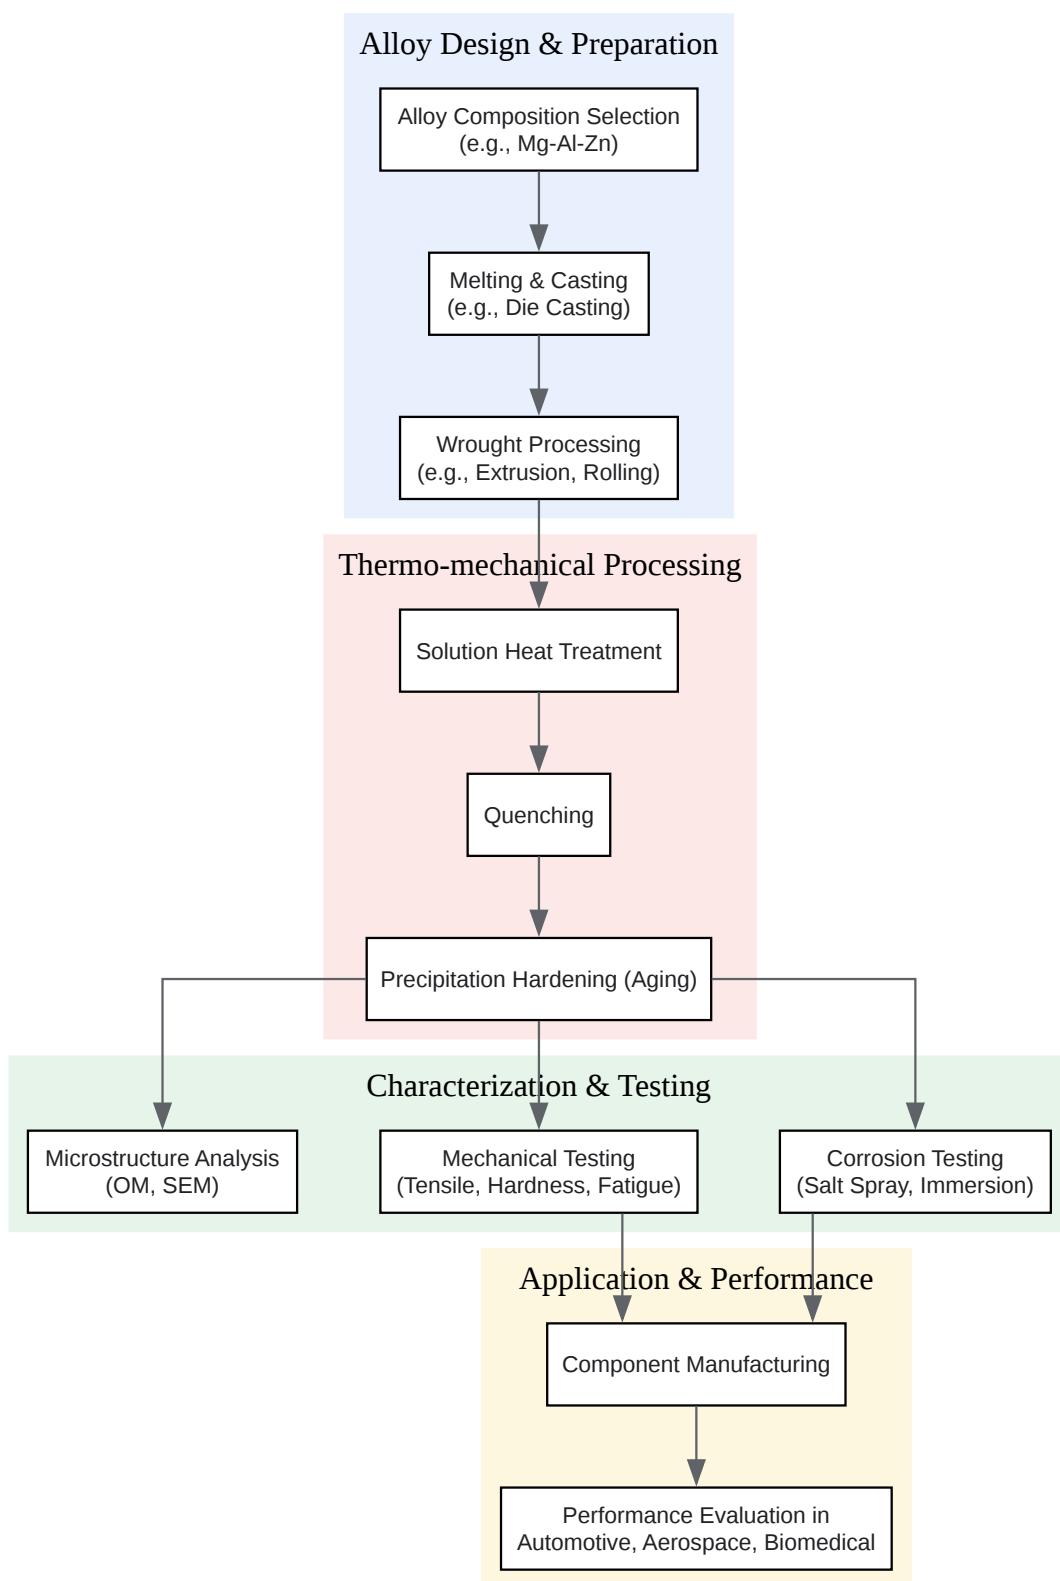 Alloy Design & Preparation
Alloy Composition Selection
(e.g., Mg-Al-Zn)
Melting & Casting
(e.g., Die Casting)
Wrought Processing
(e.g., Extrusion, Rolling)
Thermo-mechanical Processing
Solution Heat Treatment
Quenching
Precipitation Hardening (Aging)
Characterization & Testing
Microstructure Analysis
(OM, SEM)
Mechanical Testing
(Tensile, Hardness, Fatigue)
Corrosion Testing
(Salt Spray, Immersion)
Application & Performance
Component Manufacturing
Performance Evaluation in
Automotive, Aerospace, Biomedical